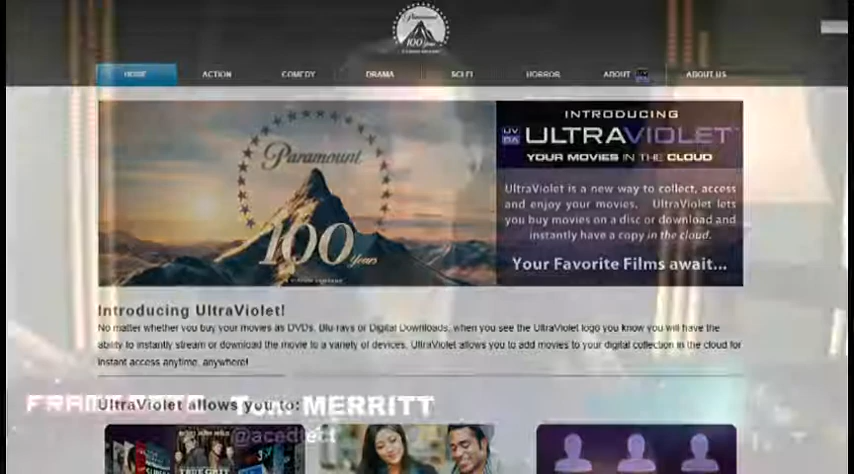 Paramount
100 Years
HOME ACTION COMEDY DRAMA SCI FI HORROR ABOUT ABOUT US
Paramount
100 Years
INTRODUCING
UV
ULTRAVIOLET
YOUR MOVIES IN THE CLOUD
UltraViolet is a new way to collect, access
and enjoy your movies. UltraViolet lets
you buy movies on a disc or download and
instantly have a copy in the cloud.
Your Favorite Films await...
Introducing UltraViolet!
No matter whether you buy your movies as DVDs, Blu-rays or Digital Downloads, when you see the UltraViolet logo you know you will have the
ability to instantly stream or download the movie to a variety of devices. UltraViolet allows you to add movies to your digital collection in the cloud for
instant access anytime, anywhere!
UltraViolet allows you to:
MERRITT
@acedtect
TRUE GRIT